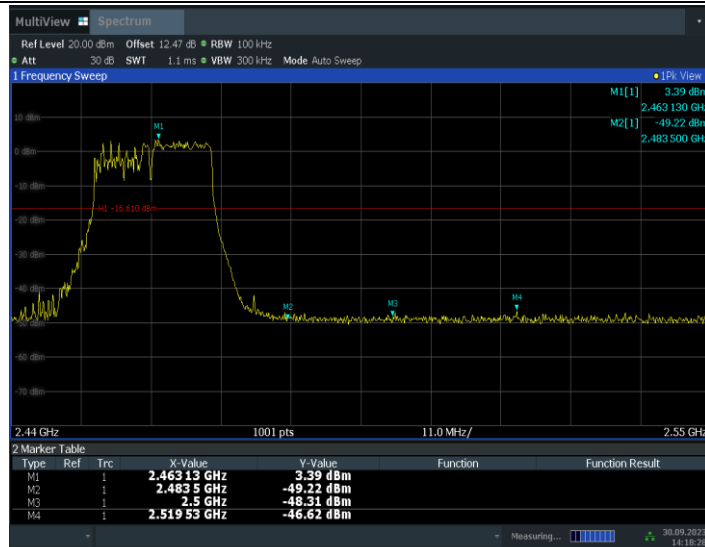 MultiView Spectrum
Ref Level 20.00 dBm Offset 12.47 dB RBW 100 kHz
Att 30 dB SWT 1.1 ms VBW 300 kHz Mode Auto Sweep
1 Frequency Sweep 1Pk View
M1[1] 3.39 dBm
2.463 130 GHz
M2[1] -49.22 dBm
2.483 500 GHz
10 dBm
M1
0 dBm
-10 dBm
H1 -16.610 dBm
-20 dBm
-30 dBm
-40 dBm
M2 M3 M4
-50 dBm
-60 dBm
-70 dBm
2.44 GHz 1001 pts 11.0 MHz/ 2.55 GHz
2 Marker Table
Type Ref Trc X-Value Y-Value Function Function Result
M1 1 2.463 13 GHz 3.39 dBm
M2 1 2.483 5 GHz -49.22 dBm
M3 1 2.5 GHz -48.31 dBm
M4 1 2.519 53 GHz -46.62 dBm
Measuring... 30.09.2023
14:18:28